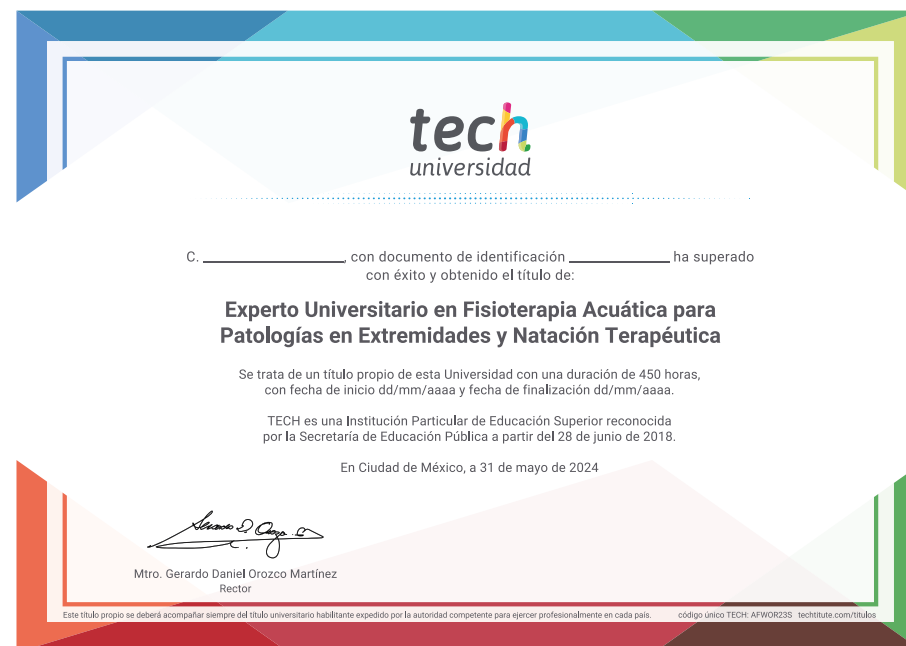 tech
universidad
C. ____________________, con documento de identificación ______________ ha superado
con éxito y obtenido el título de:
Experto Universitario en Fisioterapia Acuática para
Patologías en Extremidades y Natación Terapéutica
Se trata de un título propio de esta Universidad con una duración de 450 horas,
con fecha de inicio dd/mm/aaaa y fecha de finalización dd/mm/aaaa.
TECH es una Institución Particular de Educación Superior reconocida
por la Secretaría de Educación Pública a partir del 28 de junio de 2018.
En Ciudad de México, a 31 de mayo de 2024
Mtro. Gerardo Daniel Orozco Martínez
Rector
Este título propio se deberá acompañar siempre del título universitario habilitante expedido por la autoridad competente para ejercer profesionalmente en cada país. código único TECH: AFWOR23S techtitute.com/titulos